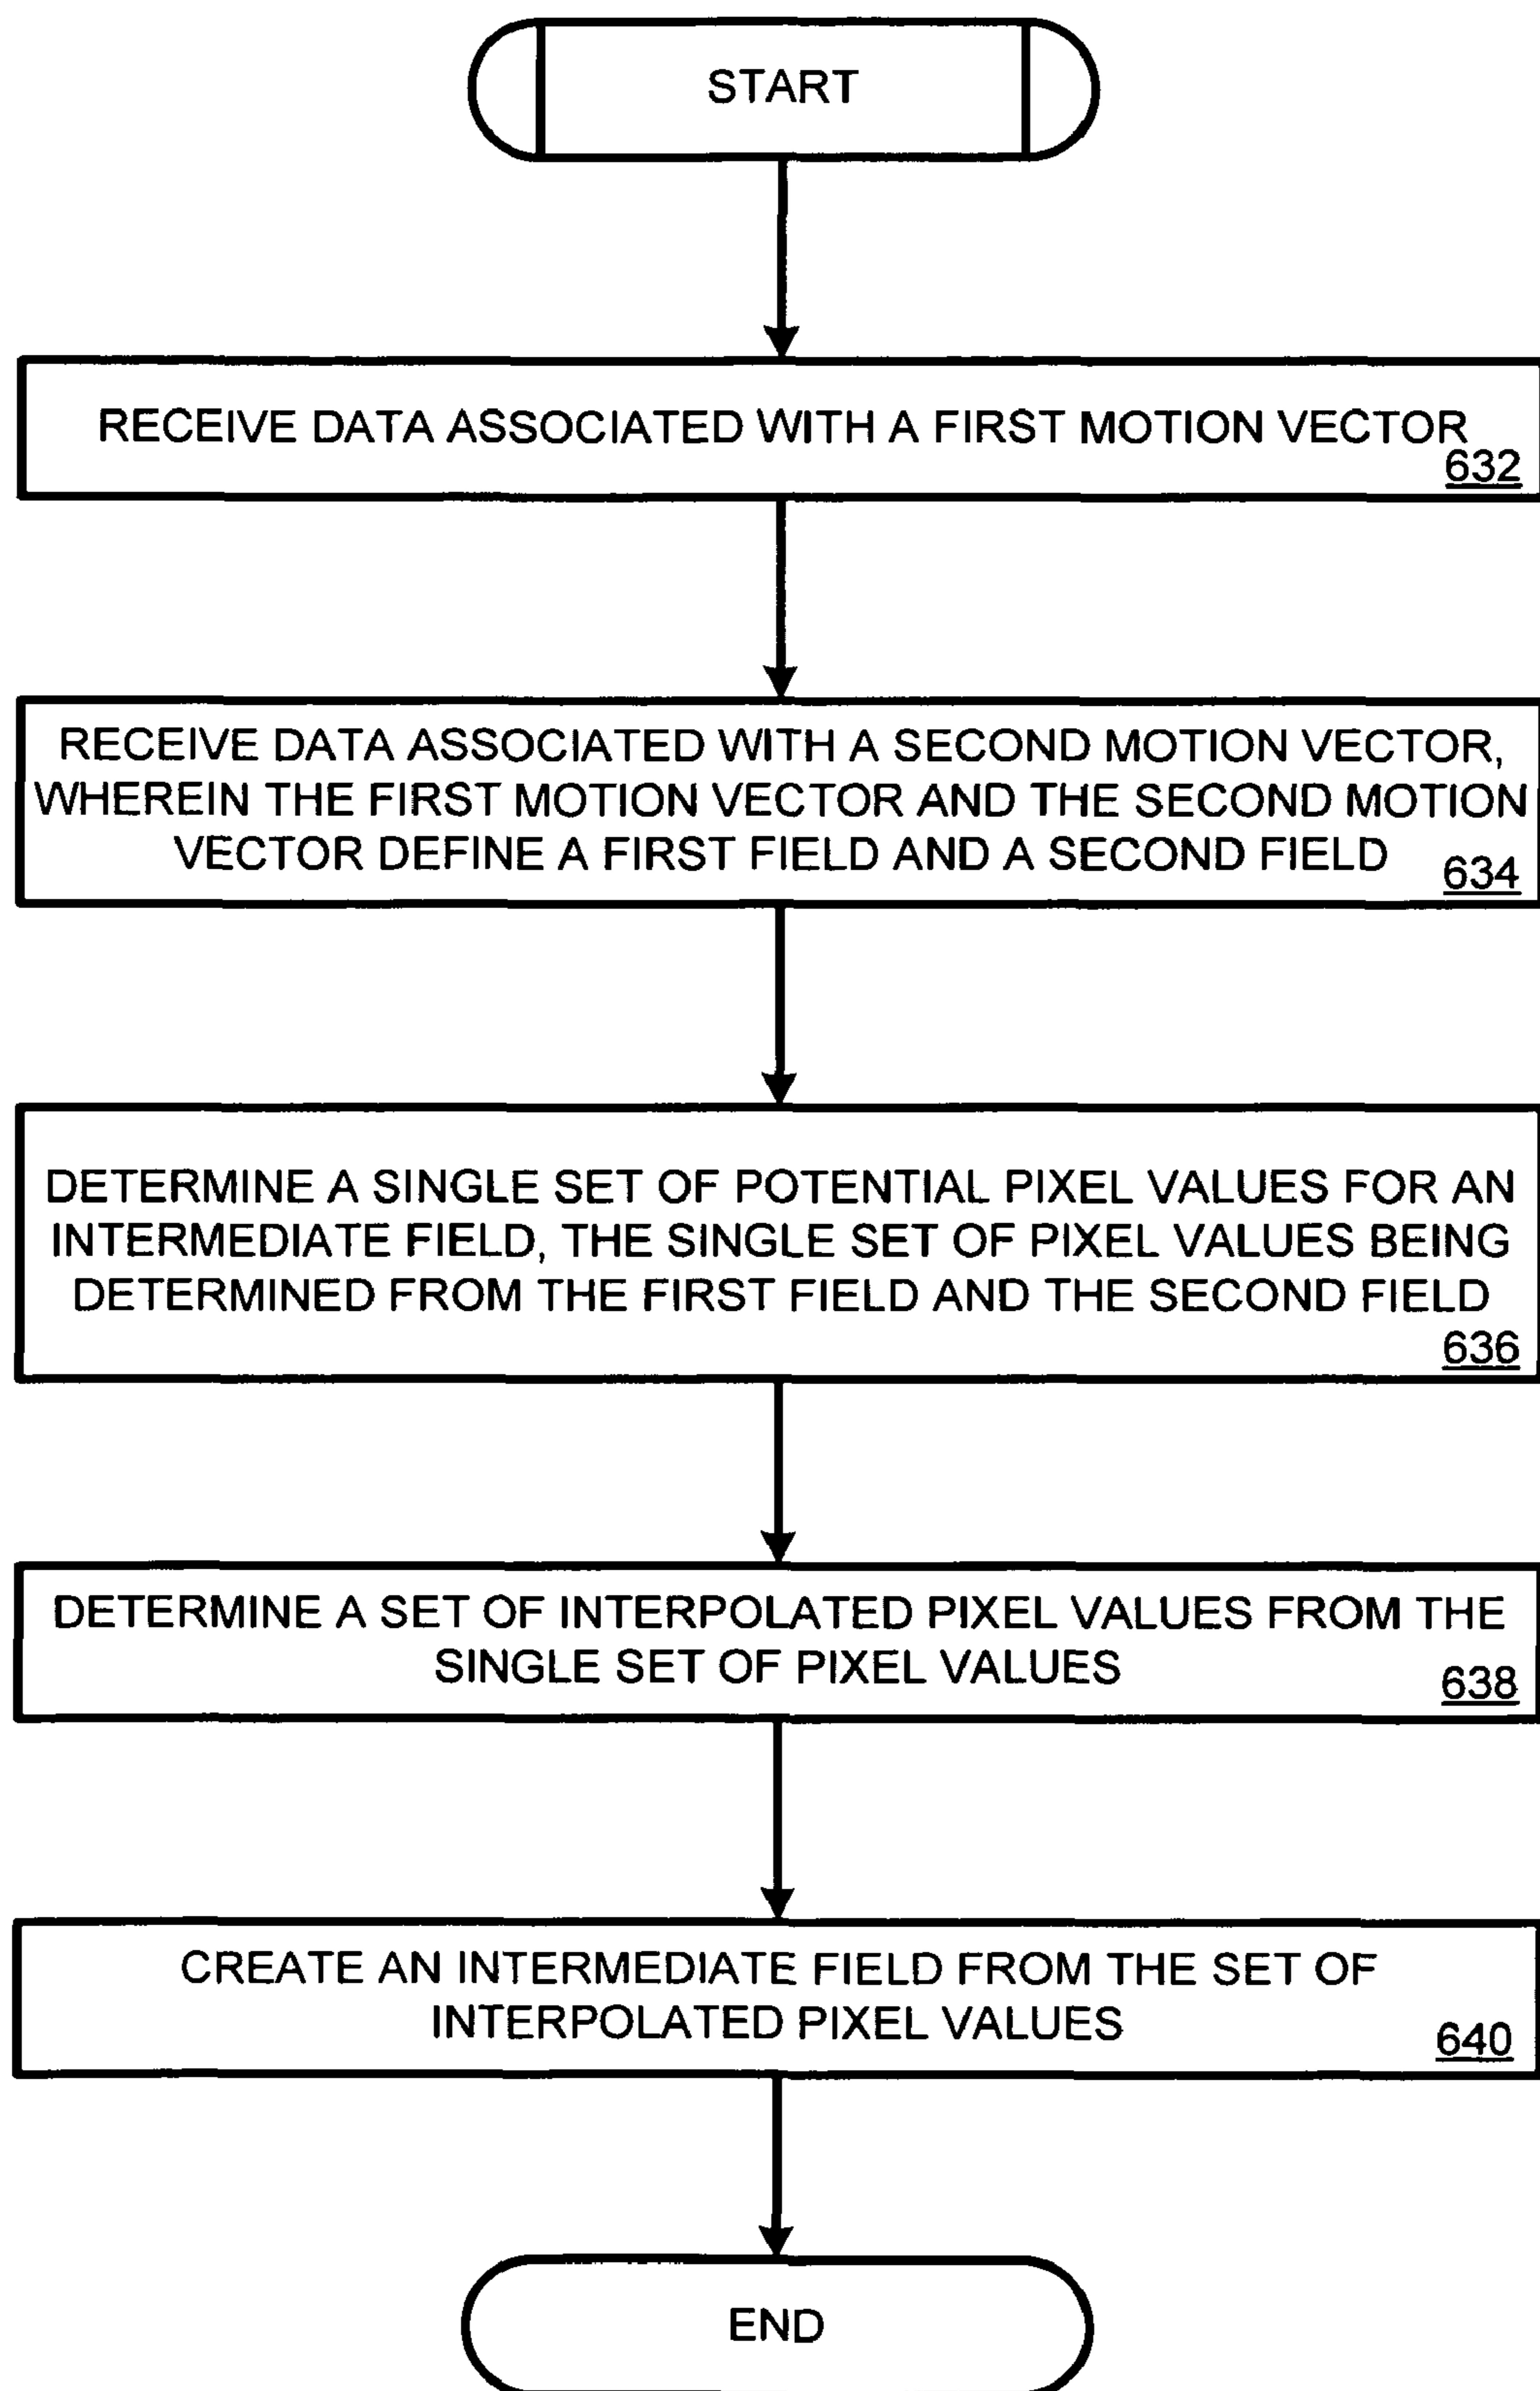 START
RECEIVE DATA ASSOCIATED WITH A FIRST MOTION VECTOR
632
RECEIVE DATA ASSOCIATED WITH A SECOND MOTION VECTOR,
WHEREIN THE FIRST MOTION VECTOR AND THE SECOND MOTION
VECTOR DEFINE A FIRST FIELD AND A SECOND FIELD
634
DETERMINE A SINGLE SET OF POTENTIAL PIXEL VALUES FOR AN
INTERMEDIATE FIELD, THE SINGLE SET OF PIXEL VALUES BEING
DETERMINED FROM THE FIRST FIELD AND THE SECOND FIELD
636
DETERMINE A SET OF INTERPOLATED PIXEL VALUES FROM THE
SINGLE SET OF PIXEL VALUES
638
CREATE AN INTERMEDIATE FIELD FROM THE SET OF
INTERPOLATED PIXEL VALUES
640
END